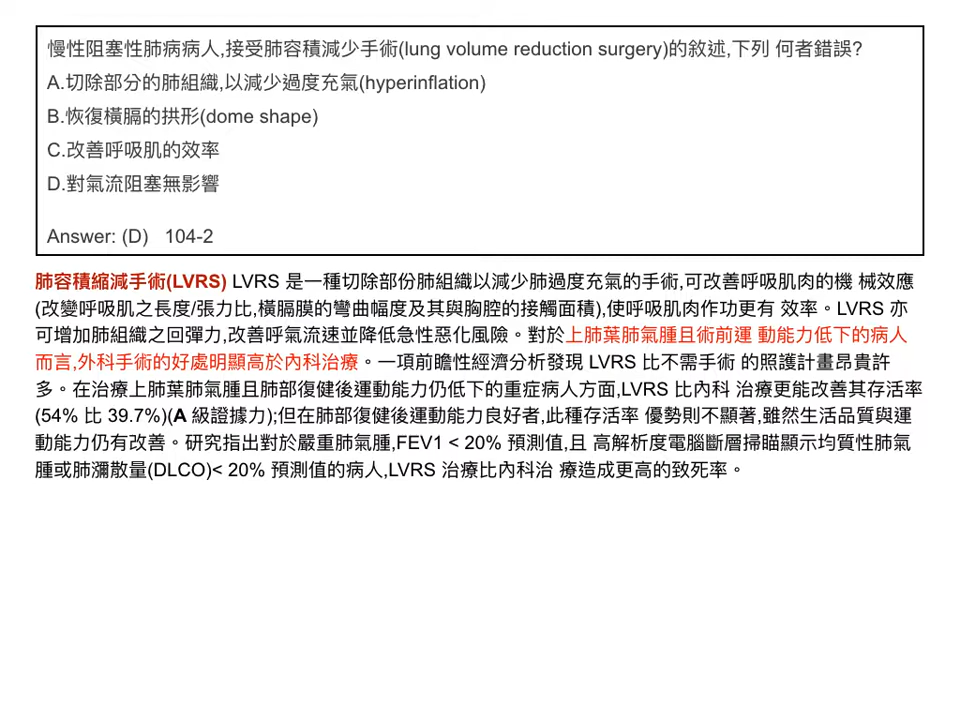 慢性阻塞性肺病病人,接受肺容積減少手術(lung volume reduction surgery)的敘述,下列 何者錯誤?
A.切除部分的肺組織,以減少過度充氣(hyperinflation)
B.恢復橫膈的拱形(dome shape)
C.改善呼吸肌的效率
D.對氣流阻塞無影響
Answer: (D) 104-2
肺容積縮減手術(LVRS) LVRS 是一種切除部份肺組織以減少肺過度充氣的手術,可改善呼吸肌肉的機 械效應
(改變呼吸肌之長度/張力比,橫膈膜的彎曲幅度及其與胸腔的接觸面積),使呼吸肌肉作功更有 效率。LVRS 亦
可增加肺組織之回彈力,改善呼氣流速並降低急性惡化風險。對於上肺葉肺氣腫且術前運 動能力低下的病人
而言,外科手術的好處明顯高於內科治療。一項前瞻性經濟分析發現 LVRS 比不需手術 的照護計畫昂貴許
多。在治療上肺葉肺氣腫且肺部復健後運動能力仍低下的重症病人方面,LVRS 比內科 治療更能改善其存活率
(54% 比 39.7%)(A 級證據力);但在肺部復健後運動能力良好者,此種存活率 優勢則不顯著,雖然生活品質與運
動能力仍有改善。研究指出對於嚴重肺氣腫,FEV1 < 20% 預測值,且 高解析度電腦斷層掃瞄顯示均質性肺氣
腫或肺瀰散量(DLCO)< 20% 預測值的病人,LVRS 治療比內科治 療造成更高的致死率。